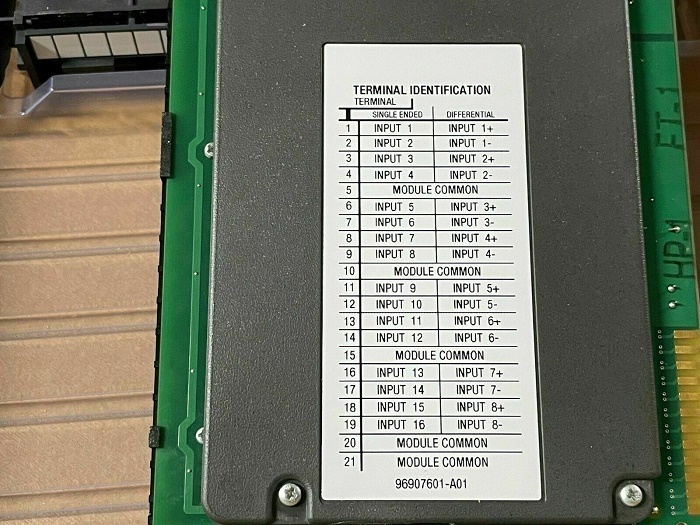 TERMINAL IDENTIFICATION
TERMINAL
SINGLE ENDED DIFFERENTIAL
1 INPUT 1 INPUT 1+
2 INPUT 2 INPUT 1-
3 INPUT 3 INPUT 2+
4 INPUT 4 INPUT 2-
5 MODULE COMMON
6 INPUT 5 INPUT 3+
7 INPUT 6 INPUT 3-
8 INPUT 7 INPUT 4+
9 INPUT 8 INPUT 4-
10 MODULE COMMON
11 INPUT 9 INPUT 5+
12 INPUT 10 INPUT 5-
13 INPUT 11 INPUT 6+
14 INPUT 12 INPUT 6-
15 MODULE COMMON
16 INPUT 13 INPUT 7+
17 INPUT 14 INPUT 7-
18 INPUT 15 INPUT 8+
19 INPUT 16 INPUT 8-
20 MODULE COMMON
21 MODULE COMMON
96907601-A01